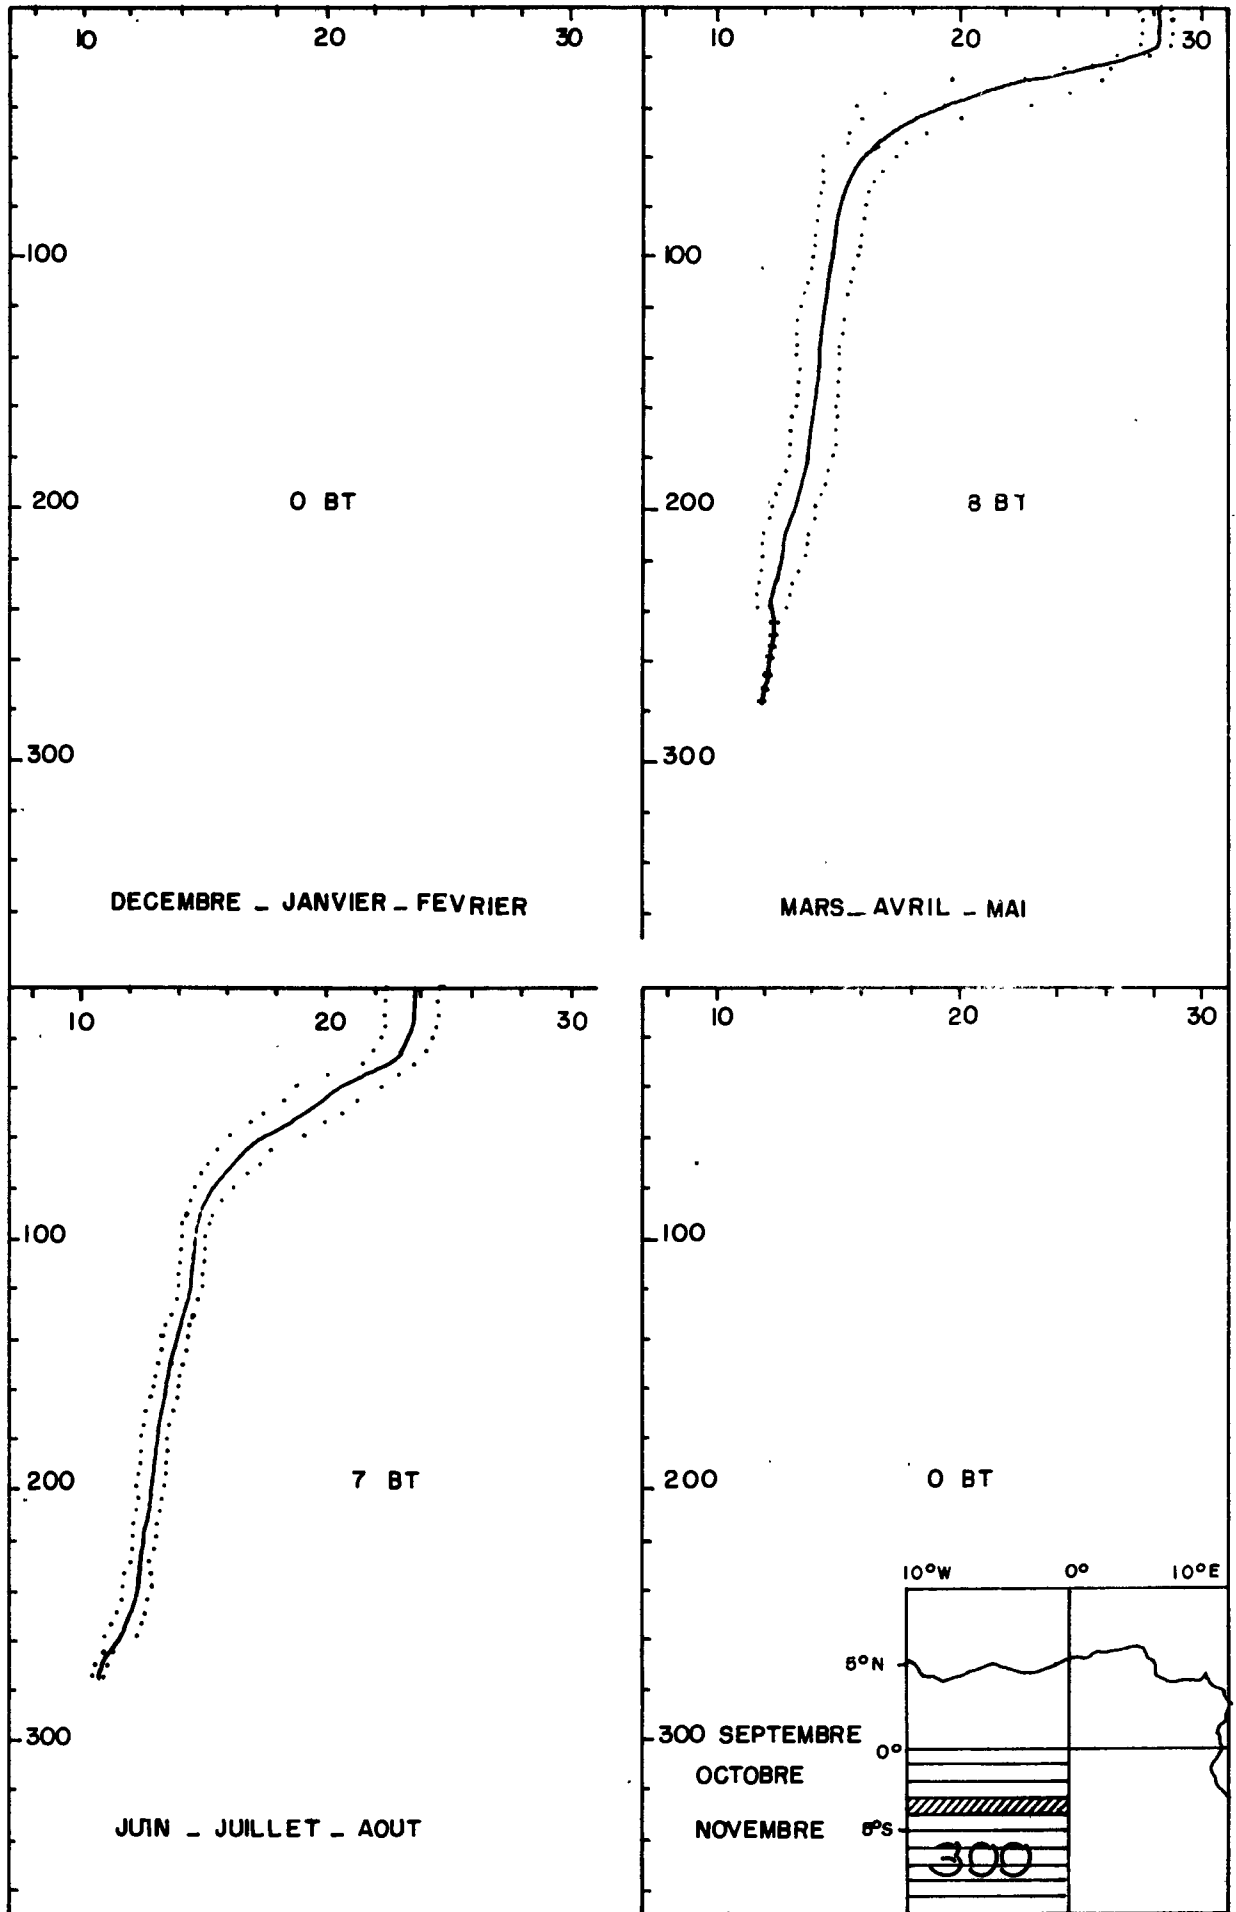 10 20 30
100
200
0 BT
300
DECEMBRE _ JANVIER _ FEVRIER
10 20 30
100
200
8 BT
300
MARS _ AVRIL _ MAI
10 20 30
100
200
7 BT
300
JUIN _ JUILLET _ AOUT
10 20 30
100
200
0 BT
300 SEPTEMBRE
OCTOBRE
NOVEMBRE
10°W 0° 10°E
5°N
0°
5°S
300